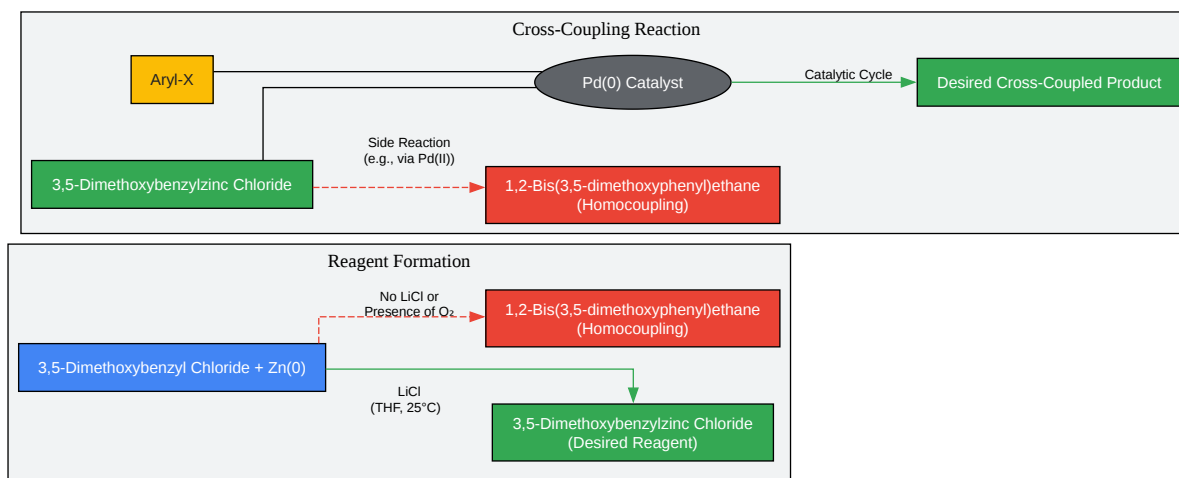 Cross-Coupling Reaction
Aryl-X
Pd(0) Catalyst
Catalytic Cycle
Desired Cross-Coupled Product
Side Reaction
(e.g., via Pd(II))
3,5-Dimethoxybenzylzinc Chloride
1,2-Bis(3,5-dimethoxyphenyl)ethane
(Homocoupling)
Reagent Formation
No LiCl or
Presence of O₂
1,2-Bis(3,5-dimethoxyphenyl)ethane
(Homocoupling)
3,5-Dimethoxybenzyl Chloride + Zn(0)
LiCl
(THF, 25°C)
3,5-Dimethoxybenzylzinc Chloride
(Desired Reagent)